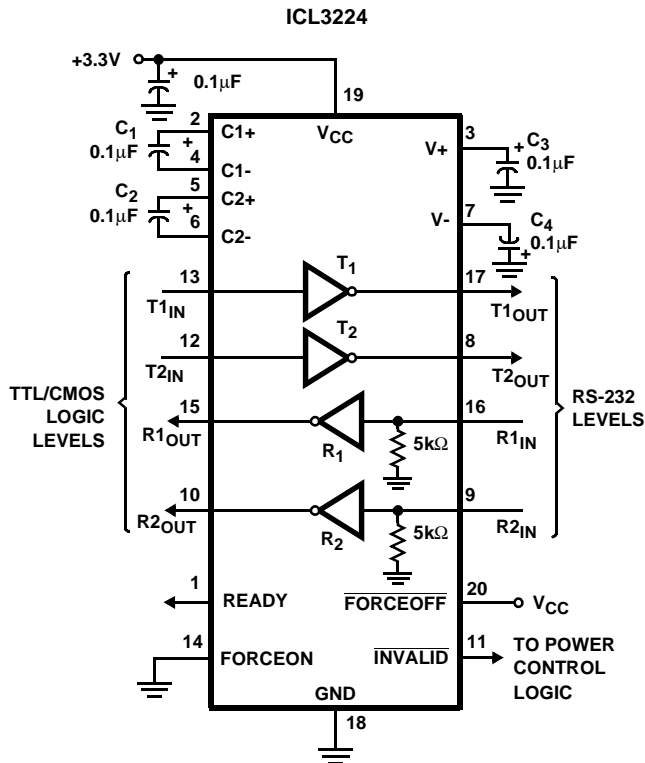 ICL3224
+3.3V
+
0.1μF
19
VCC
C1
0.1μF
+
2
C1+
4
C1-
C2
0.1μF
+
5
C2+
6
C2-
V+
3
+
C3
0.1μF
V-
7
C4
0.1μF
+
TTL/CMOS
LOGIC
LEVELS
13
T1IN
T1
17
T1OUT
12
T2IN
T2
8
T2OUT
15
R1OUT
R1
5kΩ
16
R1IN
10
R2OUT
R2
5kΩ
9
R2IN
RS-232
LEVELS
1
READY
FORCEOFF
20
VCC
14
FORCEON
INVALID
11
TO POWER
CONTROL
LOGIC
GND
18